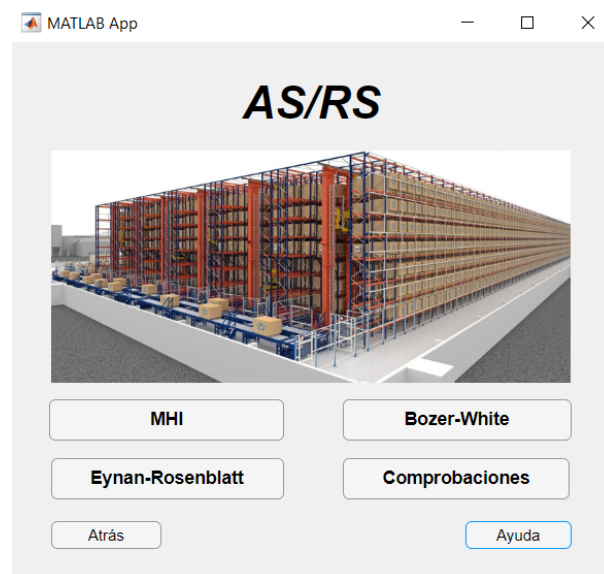 MATLAB App
AS/RS
MHI
Bozer-White
Eynan-Rosenblatt
Comprobaciones
Atrás
Ayuda